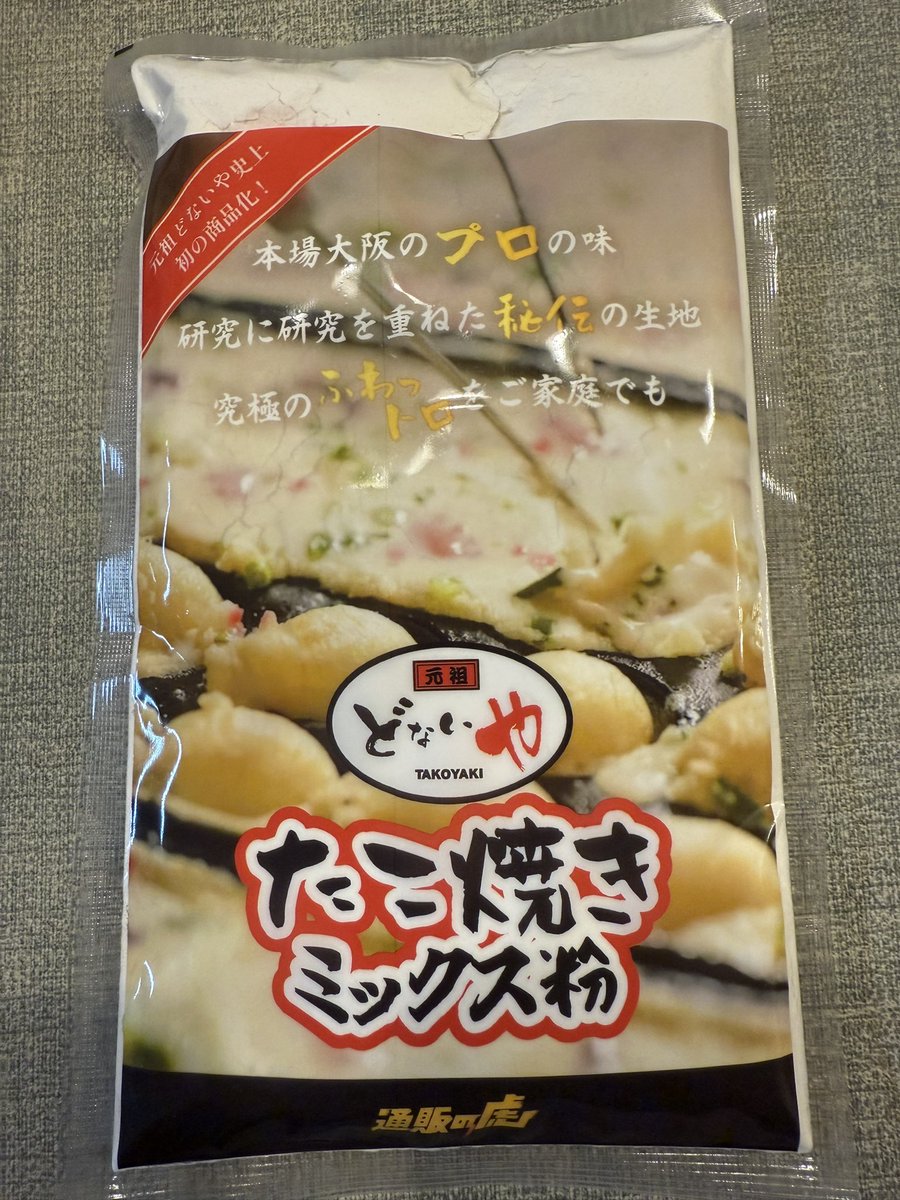 元祖どないや史上
初の商品化！
本場大阪のプロの味
研究に研究を重ねた秘伝の生地
究極のふわっトロをご家庭でも
元祖
どないや
TAKOYAKI
たこ焼き
ミックス粉
通販の虎